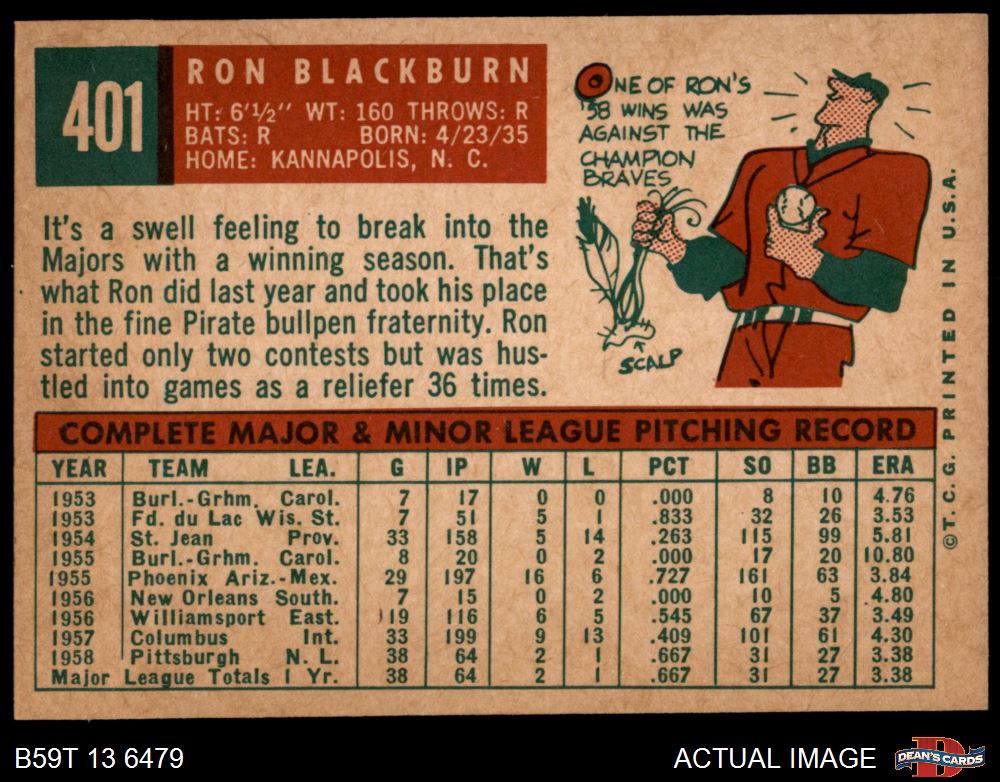 401
RON BLACKBURN
HT: 6'½" WT: 160 THROWS: R
BATS: R BORN: 4/23/35
HOME: KANNAPOLIS, N. C.
ONE OF RON'S
'58 WINS WAS
AGAINST THE
CHAMPION
BRAVES
SCALP
It's a swell feeling to break into the
Majors with a winning season. That's
what Ron did last year and took his place
in the fine Pirate bullpen fraternity. Ron
started only two contests but was hus-
tled into games as a reliefer 36 times.
COMPLETE MAJOR & MINOR LEAGUE PITCHING RECORD
YEAR TEAM LEA. G IP W L PCT SO BB ERA
1953 Burl.-Grhm. Carol. 7 17 0 0 .000 8 10 4.76
1953 Fd. du Lac Wis. St. 7 51 5 1 .833 32 26 3.53
1954 St. Jean Prov. 33 158 5 14 .263 115 99 5.81
1955 Burl.-Grhm. Carol. 8 20 0 2 .000 17 20 10.80
1955 Phoenix Ariz.-Mex. 29 197 16 6 .727 161 63 3.84
1956 New Orleans South. 7 15 0 2 .000 10 5 4.80
1956 Williamsport East. 19 116 6 5 .545 67 37 3.49
1957 Columbus Int. 33 199 9 13 .409 101 61 4.30
1958 Pittsburgh N. L. 38 64 2 1 .667 31 27 3.38
Major League Totals 1 Yr. 38 64 2 1 .667 31 27 3.38
©T. C. G. PRINTED IN U.S.A.
B59T 13 6479
ACTUAL IMAGE
D
DEAN'S CARDS